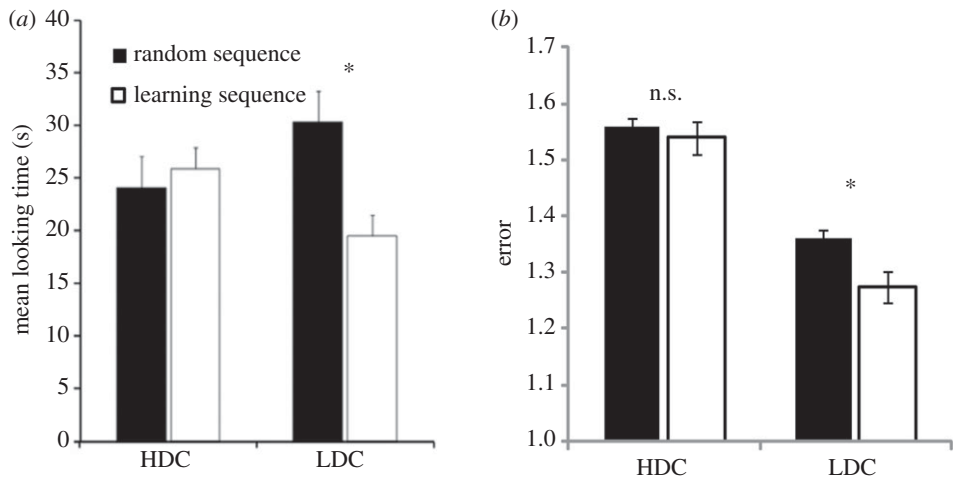 (a)
40
35
30
25
20
15
10
5
0
mean looking time (s)
random sequence
learning sequence
*
HDC
LDC
(b)
1.7
1.6
1.5
1.4
1.3
1.2
1.1
1.0
error
n.s.
*
HDC
LDC